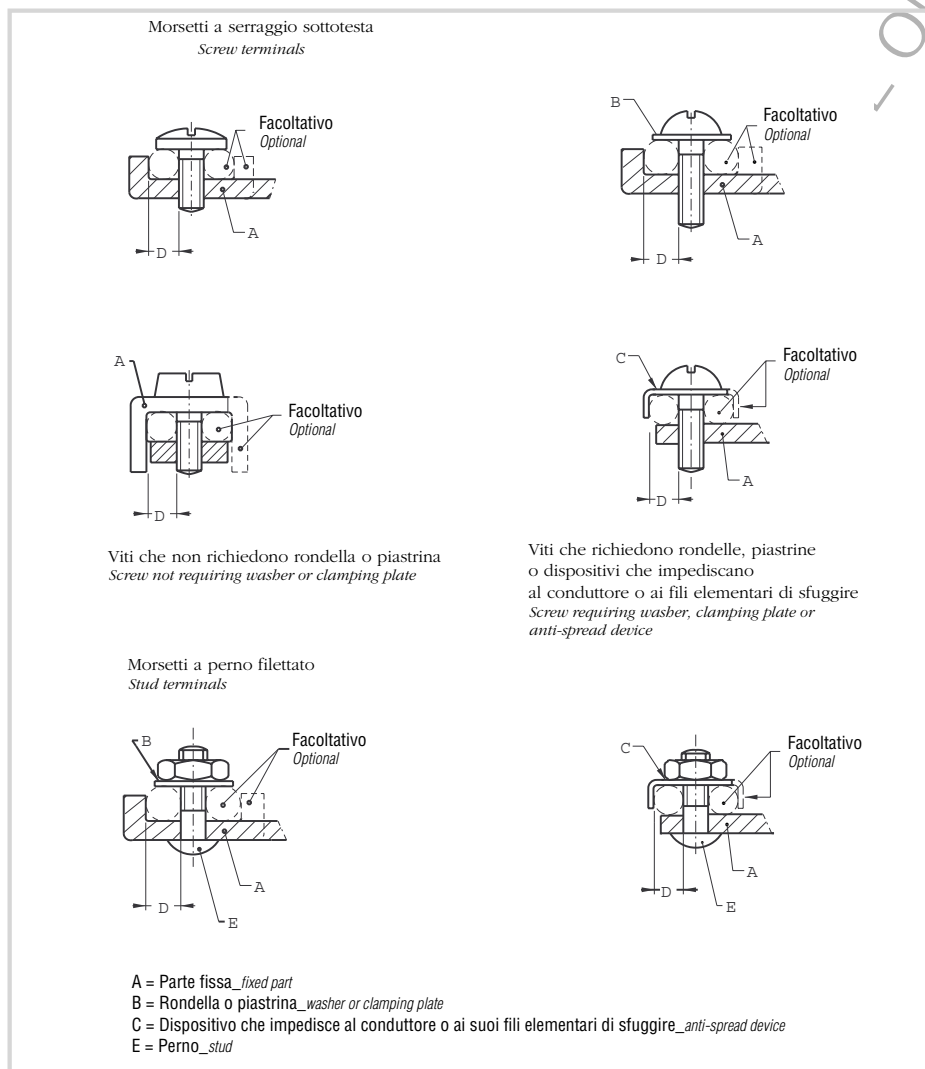 Morsetti a serraggio sottotesta
Screw terminals
Facoltativo
Optional
A
D
B
Facoltativo
Optional
A
D
A
Facoltativo
Optional
D
C
Facoltativo
Optional
A
D
Viti che non richiedono rondella o piastrina
Screw not requiring washer or clamping plate
Viti che richiedono rondelle, piastrine
o dispositivi che impediscano
al conduttore o ai fili elementari di sfuggire
Screw requiring washer, clamping plate or
anti-spread device
Morsetti a perno filettato
Stud terminals
B
Facoltativo
Optional
A
D
E
C
Facoltativo
Optional
A
D
E
A = Parte fissa_fixed part
B = Rondella o piastrina_washer or clamping plate
C = Dispositivo che impedisce al conduttore o ai suoi fili elementari di sfuggire_anti-spread device
E = Perno_stud